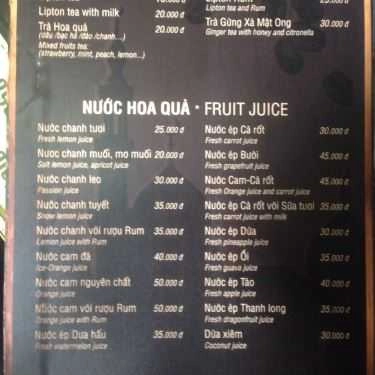 Lipton tea
Lipton tea with milk 20.000 đ
Trà Hoa quả 20.000 đ
(dâu /bạc hà /đào /chanh....)
Mixed fruits tea:
(strawberry, mint, peach, lemon...)
Lipton tea and Rum
Trà Gừng Xả Mật Ong 30.000 đ
Ginger tea with honey and citronella
NƯỚC HOA QUẢ • FRUIT JUICE
Nước chanh tươi 25.000 đ
Fresh lemon juice
Nước chanh muối, mơ muối 20.000 đ
Salt lemon juice, apricot juice
Nước chanh leo 30.000 đ
Passion juice
Nước chanh tuyết 35.000 đ
Snow lemon juice
Nước chanh với rượu Rum 35.000 đ
Lemon juice with Rum
Nước cam đá 40.000 đ
Ice-Orange juice
Nước cam nguyên chất 50.000 đ
Orange juice
Nước cam với rượu Rum 50.000 đ
Orange juice with Rum
Nước ép Dưa hấu 35.000 đ
Fresh watermelon juice
Nước ép Cà rốt 30.000 đ
Fresh carrot juice
Nước ép Bưởi 45.000 đ
Fresh grapefruit juice
Nước Cam-Cà rốt 45.000 đ
Fresh Orange juice and carrot juice
Nước ép Cà rốt với Sữa tươi 35.000 đ
Fresh carrot juice with milk
Nước ép Dứa 30.000 đ
Fresh pineapple juice
Nước ép Ổi 35.000 đ
Fresh guava juice
Nước ép Táo 40.000 đ
Fresh apple juice
Nước ép Thanh long 35.000 đ
Fresh dragonfruit juice
Dừa xiêm 30.000 đ
Coconut juice